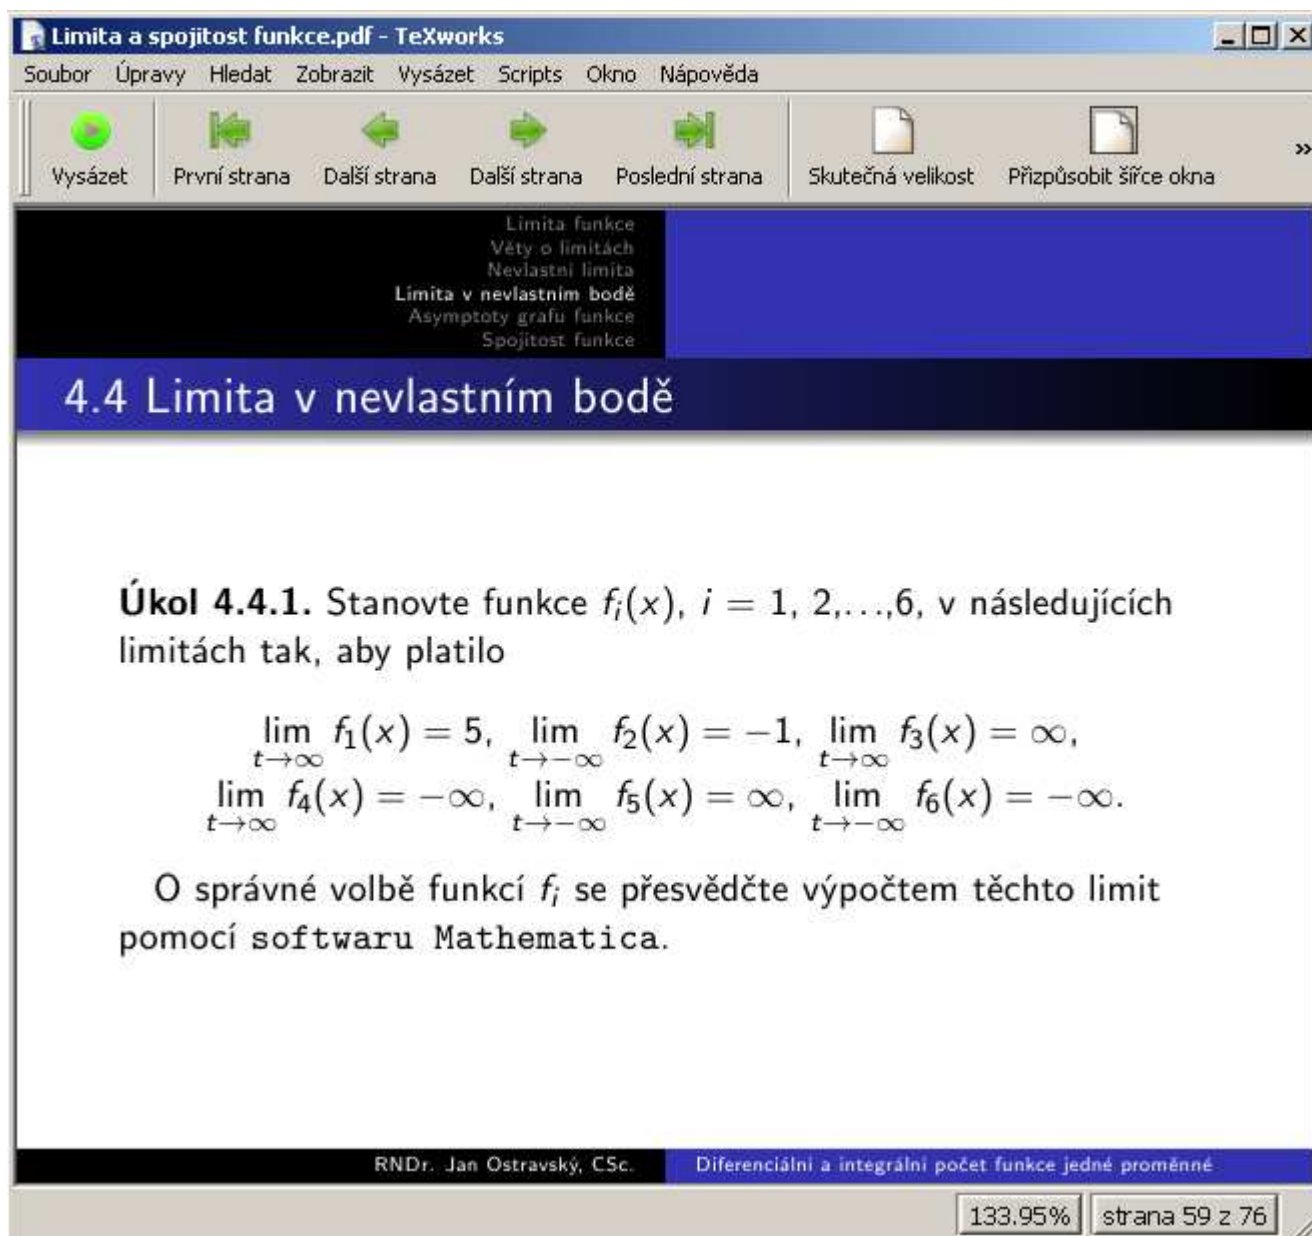 Limita a spojitost funkce.pdf - TeXworks
Soubor Úpravy Hledat Zobrazit Vysázet Scripts Okno Nápověda
Vysázet První strana Další strana Další strana Poslední strana Skutečná velikost Přizpůsobit šířce okna »
Limita funkce
Věty o limitách
Nevlastní limita
Limita v nevlastním bodě
Asymptoty grafu funkce
Spojitost funkce
4.4 Limita v nevlastním bodě
Úkol 4.4.1. Stanovte funkce f_i(x), i = 1, 2,...,6, v následujících
limitách tak, aby platilo
lim_{t→∞} f_1(x) = 5, lim_{t→−∞} f_2(x) = −1, lim_{t→∞} f_3(x) = ∞,
lim_{t→∞} f_4(x) = −∞, lim_{t→−∞} f_5(x) = ∞, lim_{t→−∞} f_6(x) = −∞.
O správné volbě funkcí f_i se přesvědčte výpočtem těchto limit
pomocí softwaru Mathematica.
RNDr. Jan Ostravský, CSc. Diferenciální a integrální počet funkce jedné proměnné
133.95% strana 59 z 76